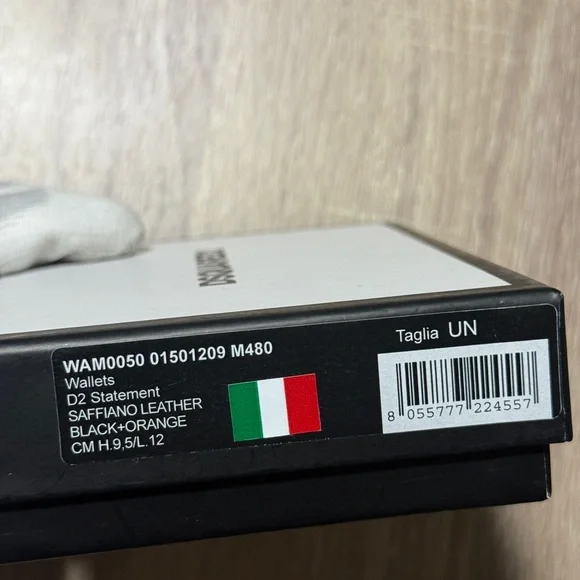 DSQUARED2
WAM0050 01501209 M480
Wallets
D2 Statement
SAFFIANO LEATHER
BLACK+ORANGE
CM H.9,5/L.12
Taglia UN
8 055777 224557